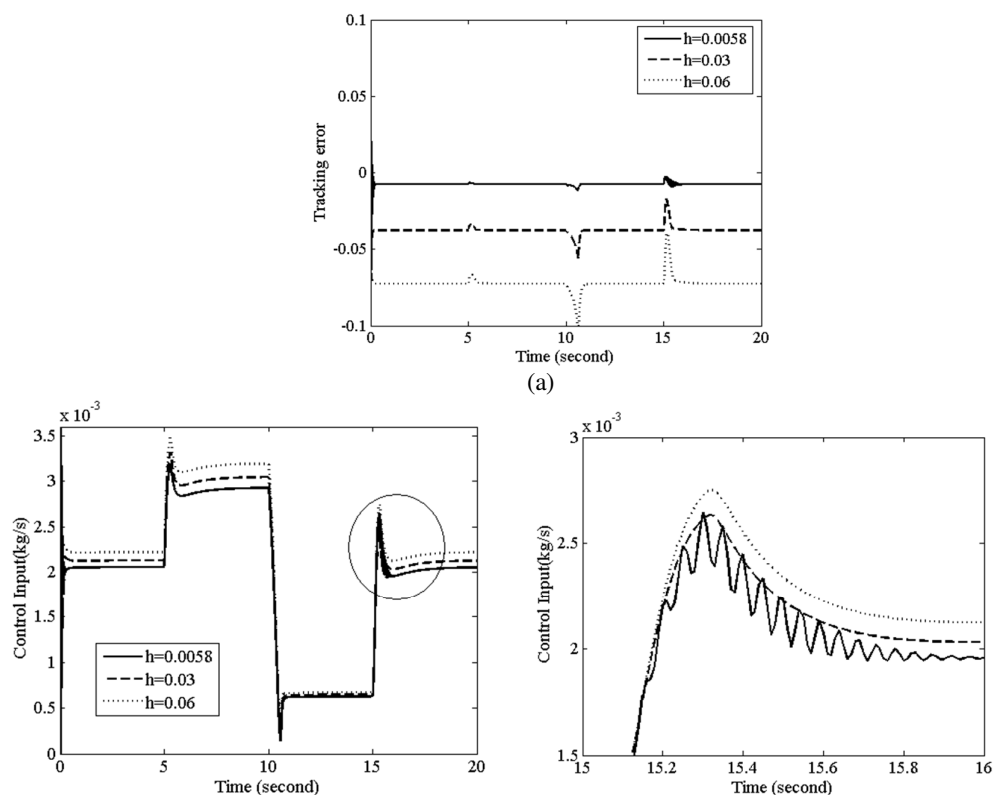 0.1
0.05
0
-0.05
-0.1
Tracking error
h=0.0058
h=0.03
h=0.06
0 5 10 15 20
Time (second)
(a)
x 10-3
3.5
3
2.5
2
1.5
1
0.5
0
Control Input(kg/s)
h=0.0058
h=0.03
h=0.06
0 5 10 15 20
Time (second)
x 10-3
3
2.5
2
1.5
Control Input(kg/s)
15 15.2 15.4 15.6 15.8 16
Time (second)